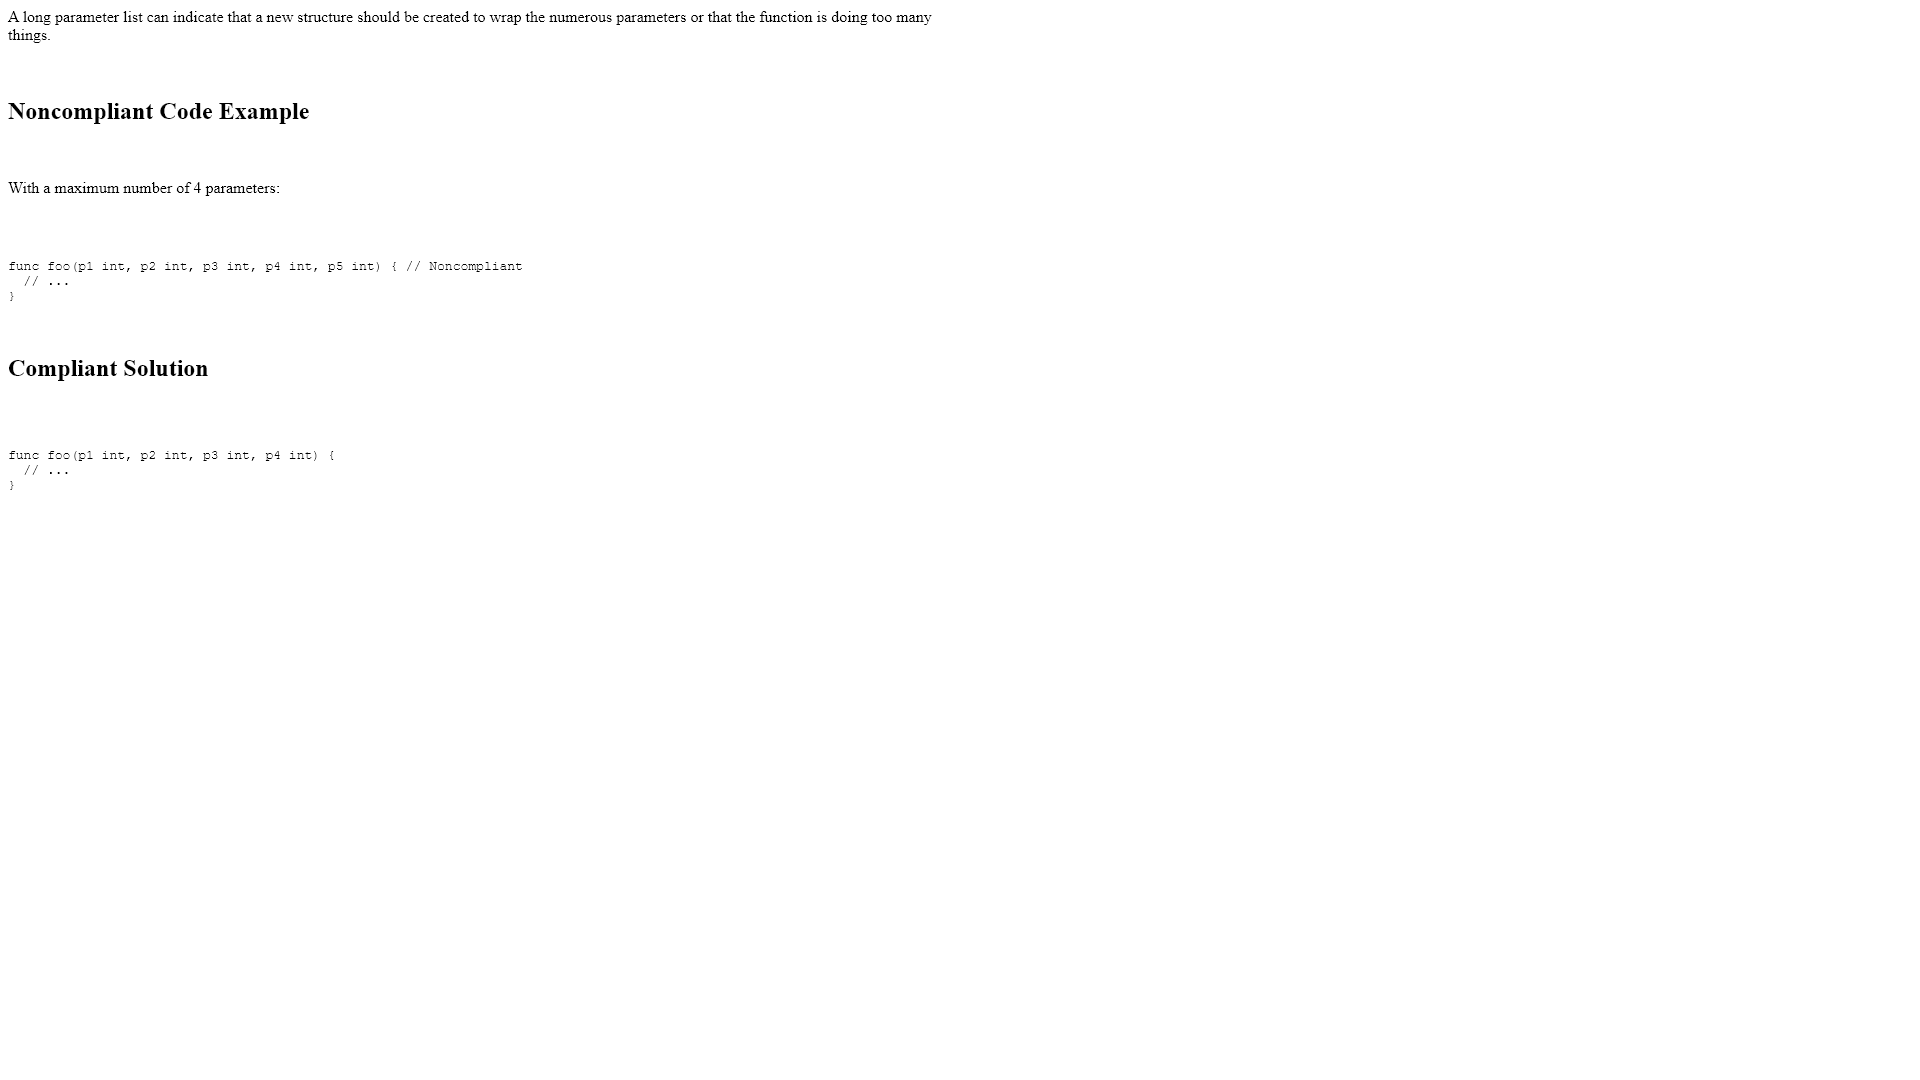 A long parameter list can indicate that a new structure should be created to wrap the numerous parameters or that the function is doing too many
things.
Noncompliant Code Example
With a maximum number of 4 parameters:
func foo(p1 int, p2 int, p3 int, p4 int, p5 int) { // Noncompliant
  // ...
}
Compliant Solution
func foo(p1 int, p2 int, p3 int, p4 int) {
  // ...
}